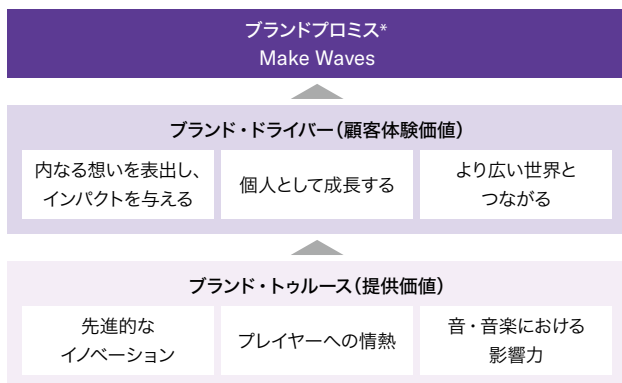 ブランドプロミス*
Make Waves
ブランド・ドライバー（顧客体験価値）
内なる想いを表出し、
インパクトを与える
個人として成長する
より広い世界と
つながる
ブランド・トゥルース（提供価値）
先進的な
イノベーション
プレイヤーへの情熱
音・音楽における
影響力